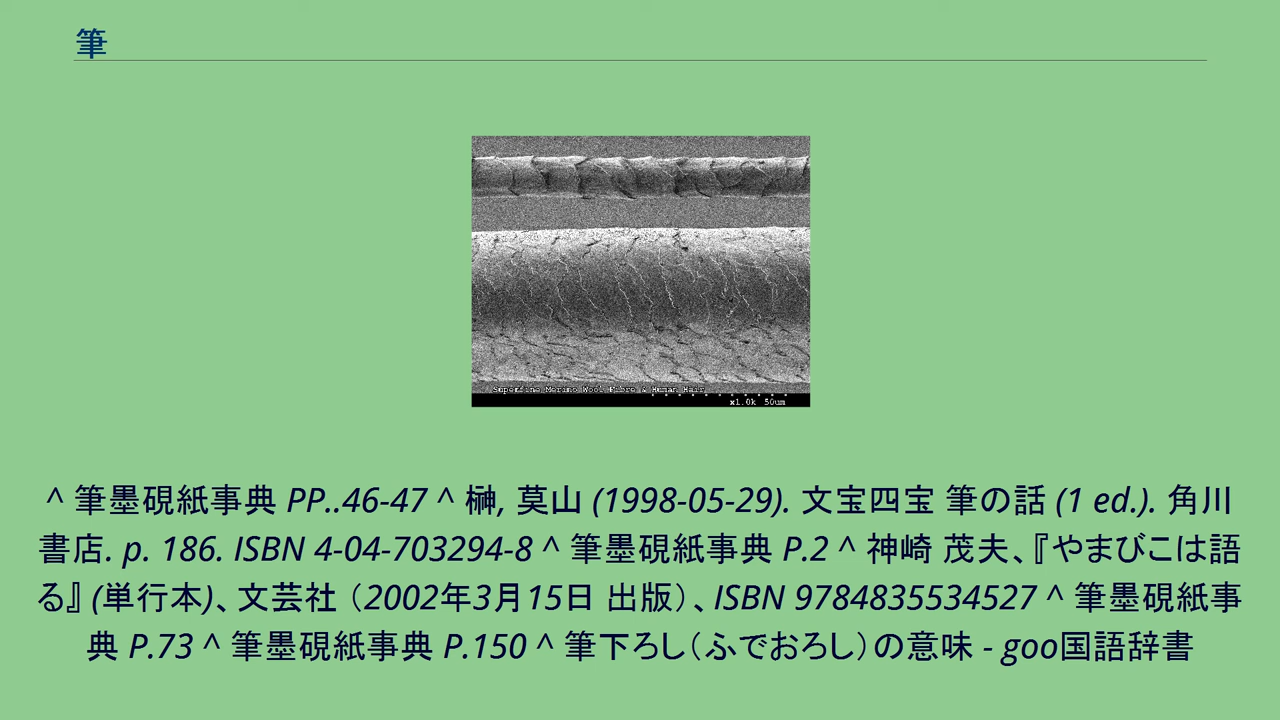 筆
Superfine Merino Wool Fibre & Human Hair
x1.0k 50um
^ 筆墨硯紙事典 PP..46-47 ^ 榊, 莫山 (1998-05-29). 文宝四宝 筆の話 (1 ed.). 角川
書店. p. 186. ISBN 4-04-703294-8 ^ 筆墨硯紙事典 P.2 ^ 神崎 茂夫、『やまびこは語
る』 (単行本)、文芸社 （2002年3月15日 出版）、ISBN 9784835534527 ^ 筆墨硯紙事
典 P.73 ^ 筆墨硯紙事典 P.150 ^ 筆下ろし（ふでおろし）の意味 - goo国語辞書